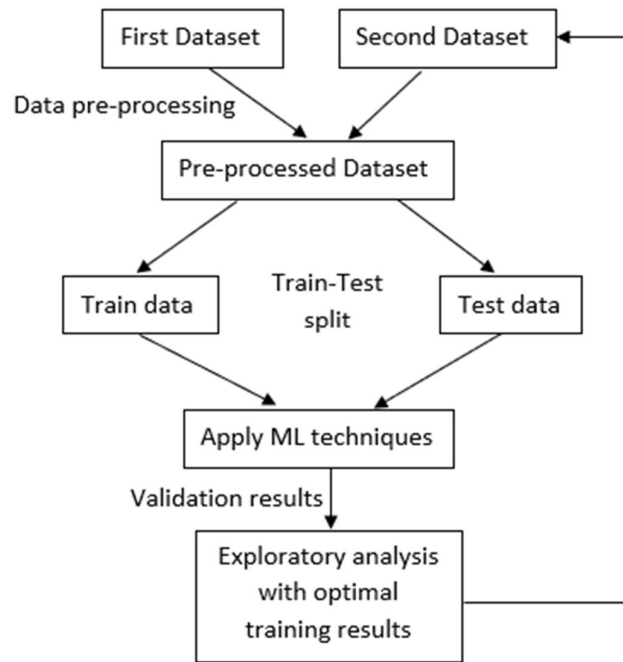 First Dataset
Second Dataset
Data pre-processing
Pre-processed Dataset
Train data
Train-Test
split
Test data
Apply ML techniques
Validation results
Exploratory analysis
with optimal
training results